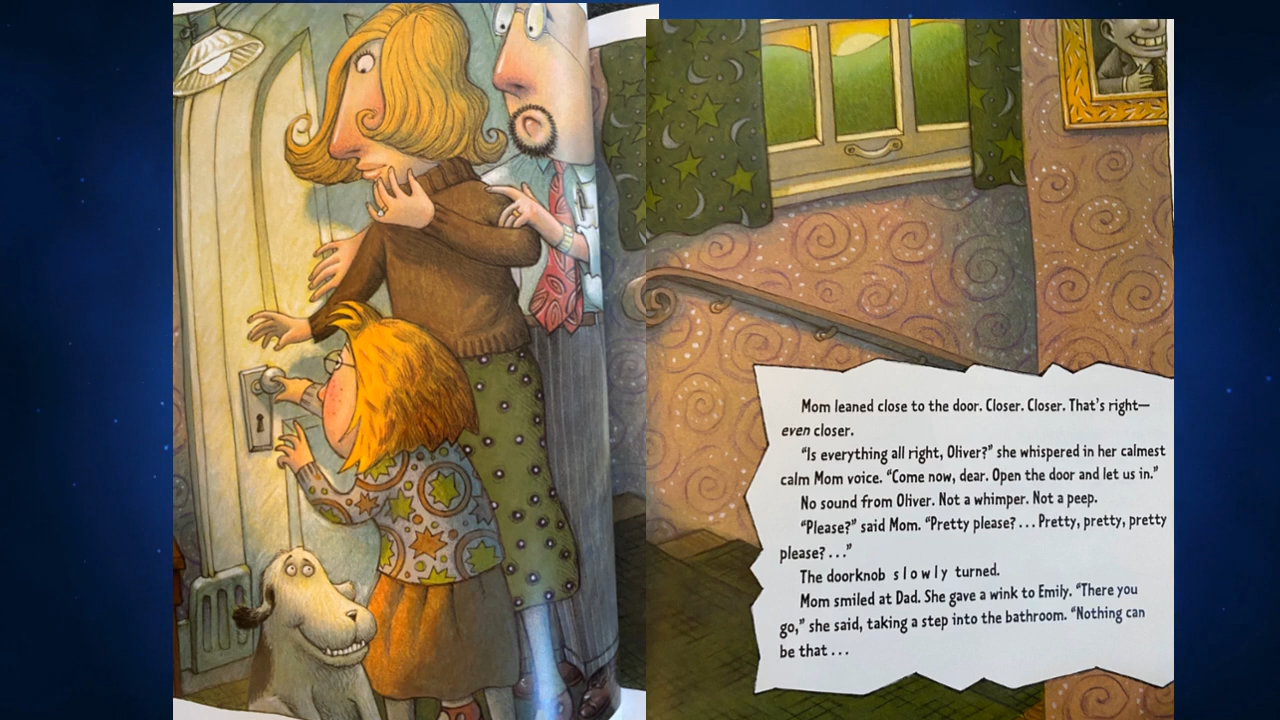 Mom leaned close to the door. Closer. Closer. That's right—
even closer.
“Is everything all right, Oliver?” she whispered in her calmest
calm Mom voice. “Come now, dear. Open the door and let us in.”
No sound from Oliver. Not a whimper. Not a peep.
“Please?” said Mom. “Pretty please? . . . Pretty, pretty, pretty
please? . . .”
The doorknob s l o w l y turned.
Mom smiled at Dad. She gave a wink to Emily. “There you
go,” she said, taking a step into the bathroom. “Nothing can
be that . . .